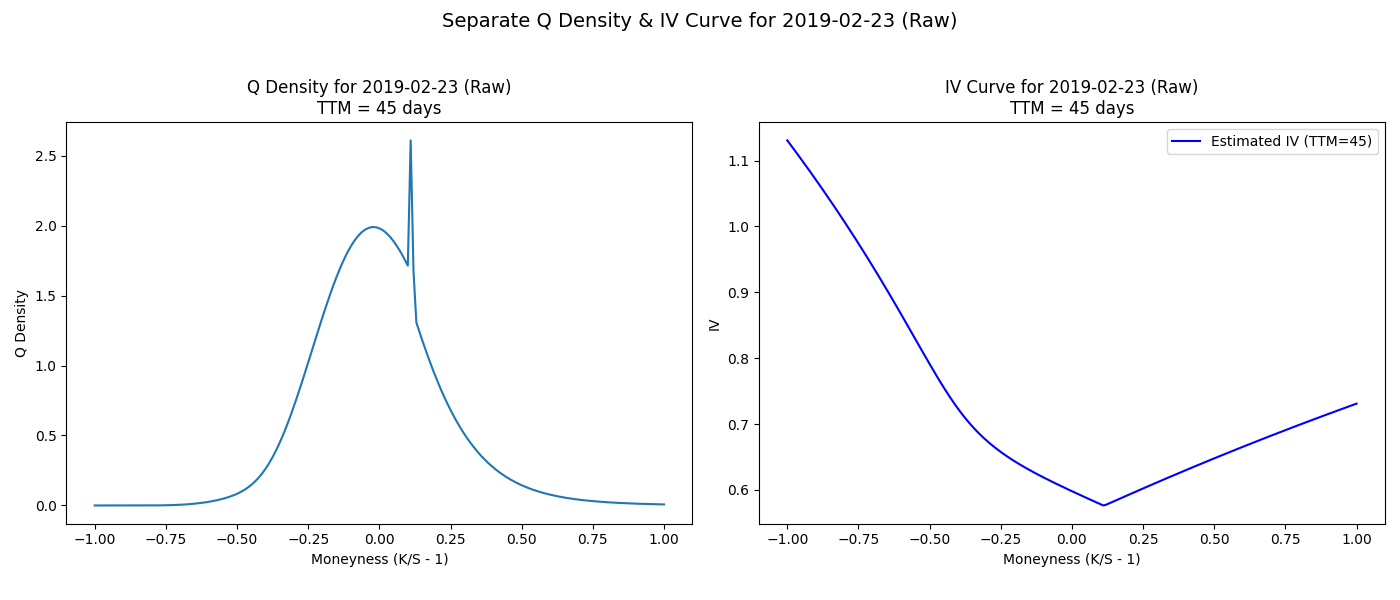 Separate Q Density & IV Curve for 2019-02-23 (Raw)
Q Density for 2019-02-23 (Raw)
TTM = 45 days
Q Density
2.5
2.0
1.5
1.0
0.5
0.0
−1.00 −0.75 −0.50 −0.25 0.00 0.25 0.50 0.75 1.00
Moneyness (K/S - 1)
IV Curve for 2019-02-23 (Raw)
TTM = 45 days
Estimated IV (TTM=45)
IV
1.1
1.0
0.9
0.8
0.7
0.6
−1.00 −0.75 −0.50 −0.25 0.00 0.25 0.50 0.75 1.00
Moneyness (K/S - 1)